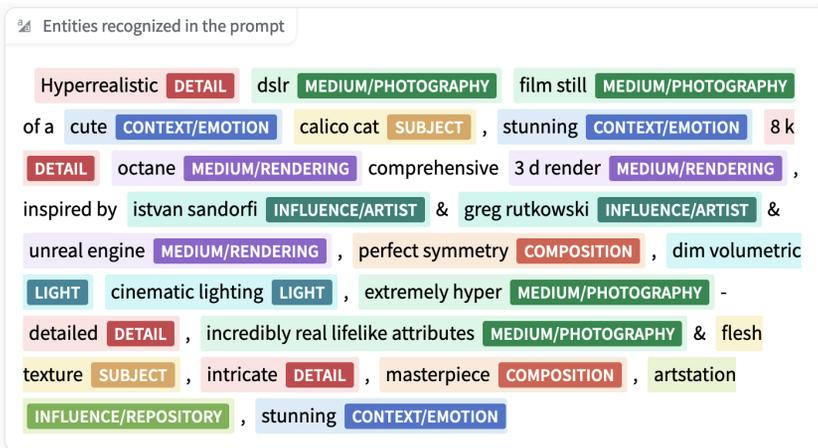 Entities recognized in the prompt
Hyperrealistic DETAIL dslr MEDIUM/PHOTOGRAPHY film still MEDIUM/PHOTOGRAPHY
of a cute CONTEXT/EMOTION calico cat SUBJECT , stunning CONTEXT/EMOTION 8 k
DETAIL octane MEDIUM/RENDERING comprehensive 3 d render MEDIUM/RENDERING ,
inspired by istvan sandorfi INFLUENCE/ARTIST & greg rutkowski INFLUENCE/ARTIST &
unreal engine MEDIUM/RENDERING , perfect symmetry COMPOSITION , dim volumetric
LIGHT cinematic lighting LIGHT , extremely hyper MEDIUM/PHOTOGRAPHY -
detailed DETAIL , incredibly real lifelike attributes MEDIUM/PHOTOGRAPHY & flesh
texture SUBJECT , intricate DETAIL , masterpiece COMPOSITION , artstation
INFLUENCE/REPOSITORY , stunning CONTEXT/EMOTION